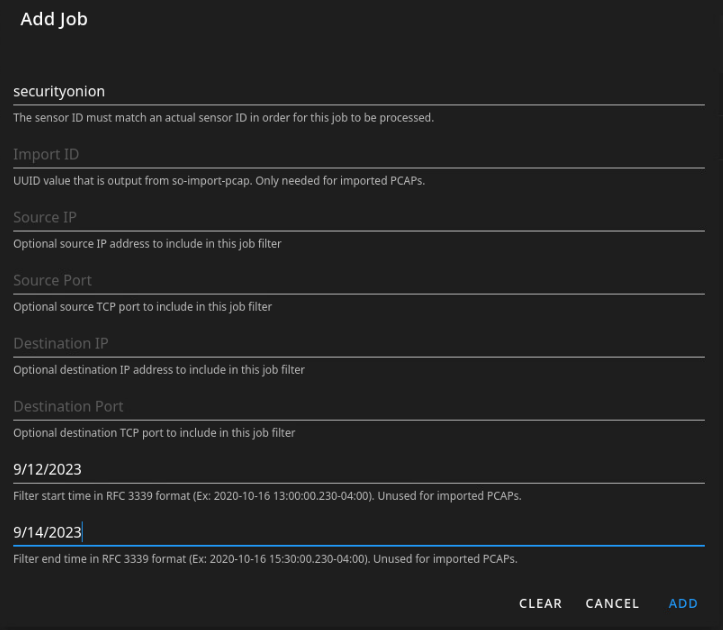 Add Job
securityonion
The sensor ID must match an actual sensor ID in order for this job to be processed.
Import ID
UUID value that is output from so-import-pcap. Only needed for imported PCAPs.
Source IP
Optional source IP address to include in this job filter
Source Port
Optional source TCP port to include in this job filter
Destination IP
Optional destination IP address to include in this job filter
Destination Port
Optional destination TCP port to include in this job filter
9/12/2023
Filter start time in RFC 3339 format (Ex: 2020-10-16 13:00:00.230-04:00). Unused for imported PCAPs.
9/14/2023
Filter end time in RFC 3339 format (Ex: 2020-10-16 15:30:00.230-04:00). Unused for imported PCAPs.
CLEAR CANCEL ADD